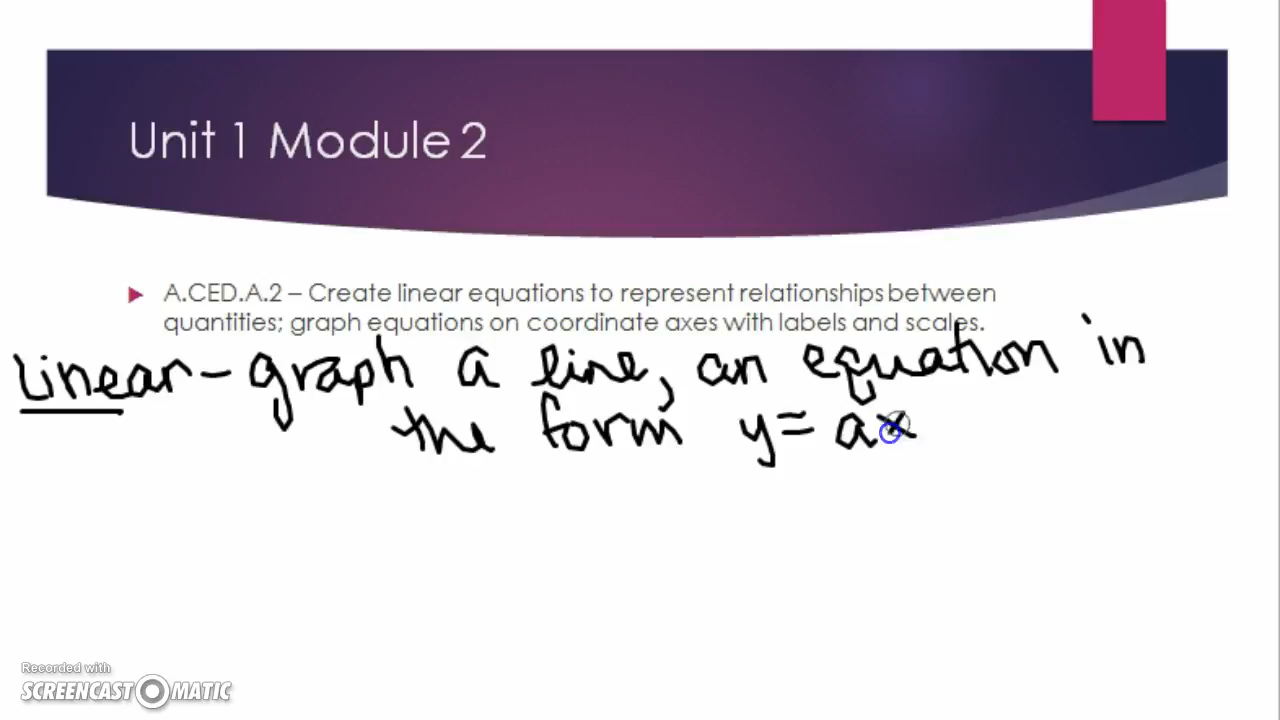 Unit 1 Module 2
A.CED.A.2 – Create linear equations to represent relationships between
quantities; graph equations on coordinate axes with labels and scales.
Linear - graph a line, an equation in
the form y = ax
Recorded with
SCREENCAST MATIC